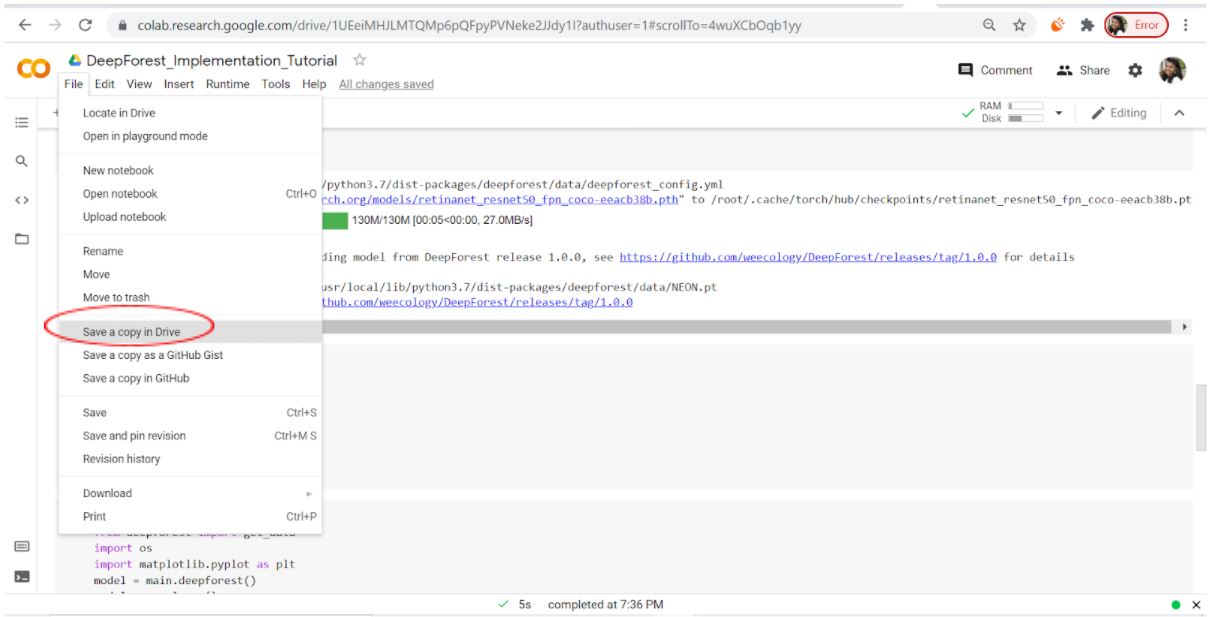 colab.research.google.com/drive/1UEeiMHJLMTQMp6pQFpyPVNeke2JJdy1I?authuser=1#scrollTo=4wuXCbOqb1yy
Error
CO
DeepForest_Implementation_Tutorial
File Edit View Insert Runtime Tools Help All changes saved
Comment
Share
RAM
Disk
Editing
Locate in Drive
Open in playground mode
New notebook
Open notebook Ctrl+O
Upload notebook
Rename
Move
Move to trash
Save a copy in Drive
Save a copy as a GitHub Gist
Save a copy in GitHub
Save Ctrl+S
Save and pin revision Ctrl+M S
Revision history
Download
Print Ctrl+P
/python3.7/dist-packages/deepforest/data/deepforest_config.yml
rch.org/models/retinanet_resnet50_fpn_coco-eeacb38b.pth" to /root/.cache/torch/hub/checkpoints/retinanet_resnet50_fpn_coco-eeacb38b.pt
130M/130M [00:05<00:00, 27.0MB/s]
ding model from DeepForest release 1.0.0, see https://github.com/weecology/DeepForest/releases/tag/1.0.0 for details
usr/local/lib/python3.7/dist-packages/deepforest/data/NEON.pt
thub.com/weecology/DeepForest/releases/tag/1.0.0
from deepforest import get_data
import os
import matplotlib.pyplot as plt
model = main.deepforest()
5s completed at 7:36 PM